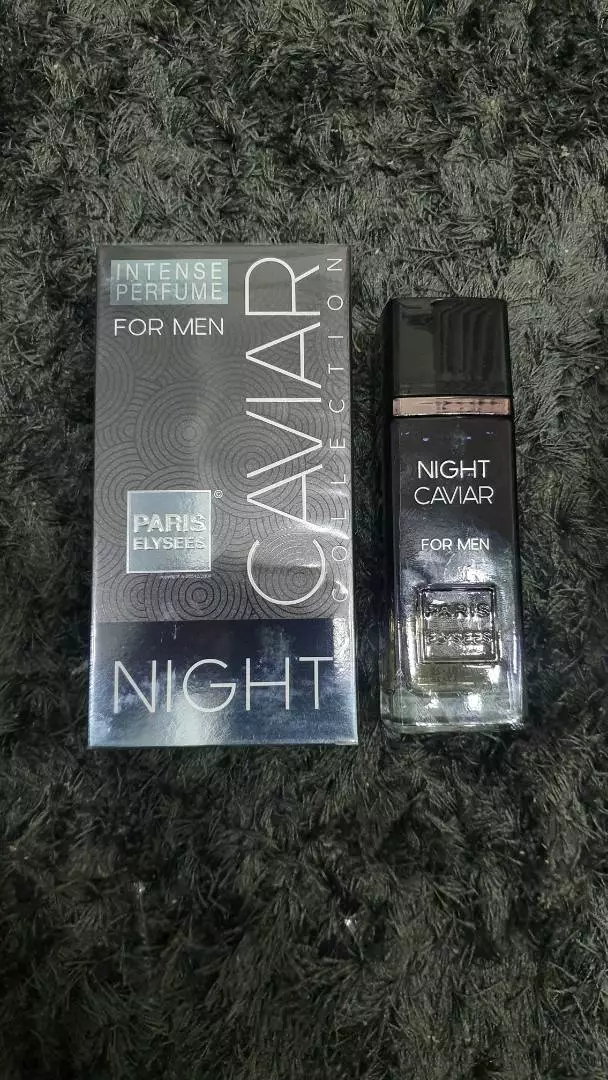 INTENSE
PERFUME
FOR MEN
CAVIAR
COLLECTION
©
PARIS
ELYSEES
NIGHT
NIGHT
CAVIAR
FOR MEN
PARIS
ELYSEES